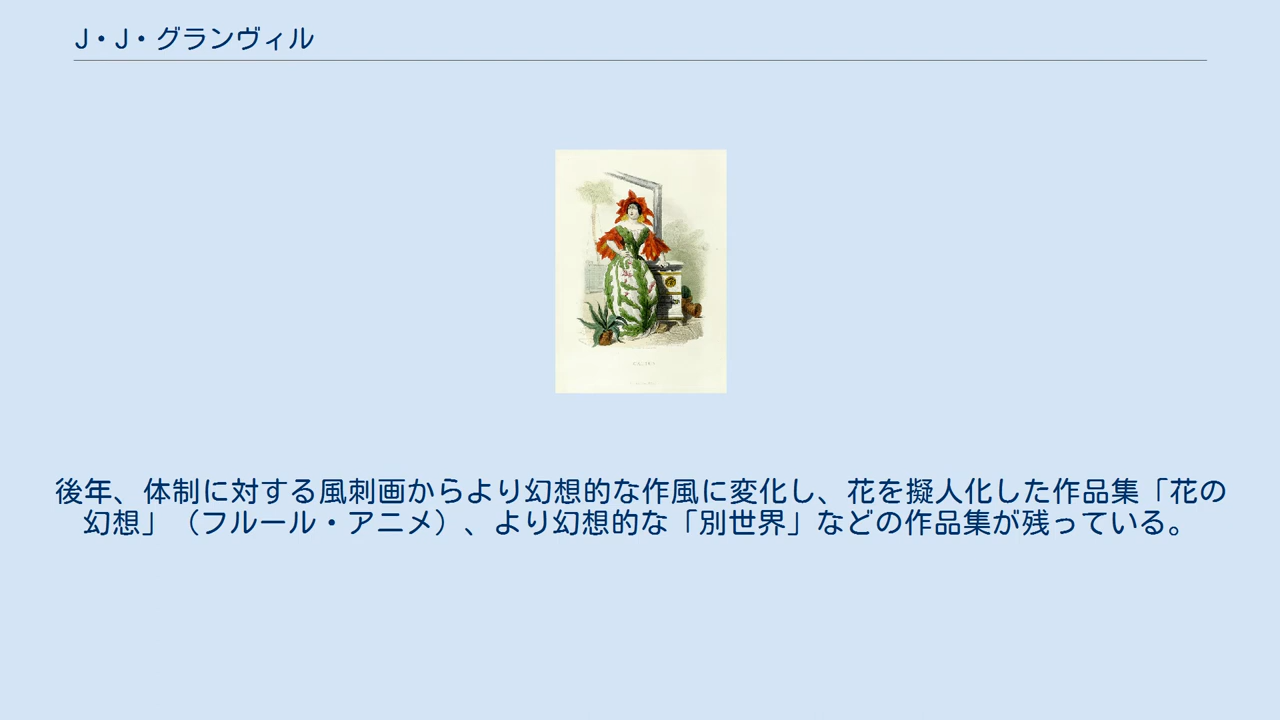 J・J・グランヴィル
後年、体制に対する風刺画からより幻想的な作風に変化し、花を擬人化した作品集「花の
幻想」（フルール・アニメ）、より幻想的な「別世界」などの作品集が残っている。